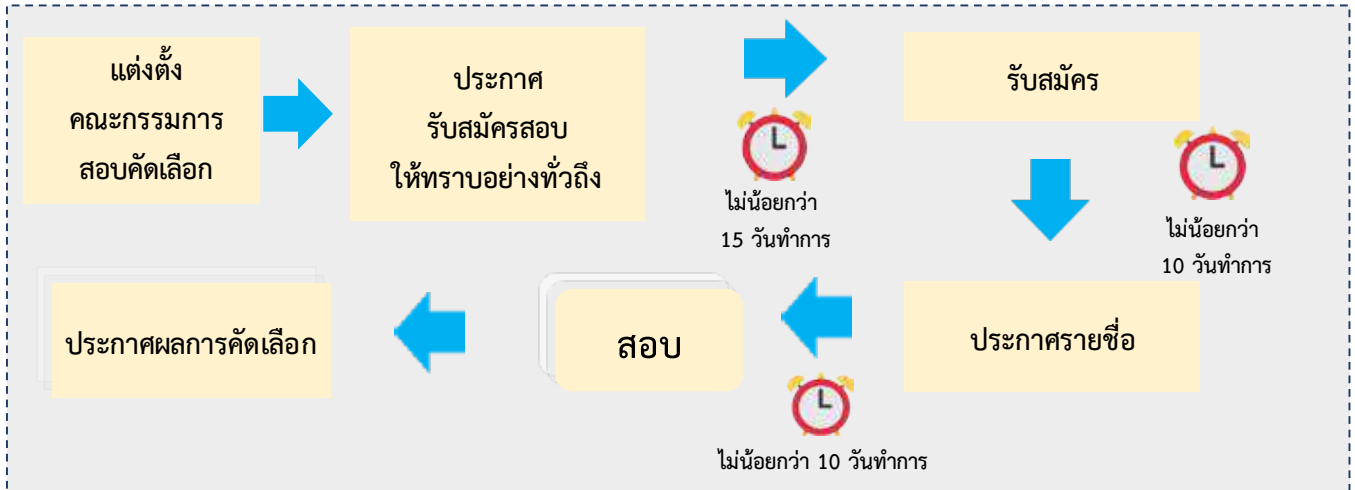 แต่งตั้ง
คณะกรรมการ
สอบคัดเลือก
ประกาศ
รับสมัครสอบ
ให้ทราบอย่างทั่วถึง
ไม่น้อยกว่า
15 วันทำการ
รับสมัคร
ไม่น้อยกว่า
10 วันทำการ
ประกาศรายชื่อ
ไม่น้อยกว่า 10 วันทำการ
สอบ
ประกาศผลการคัดเลือก